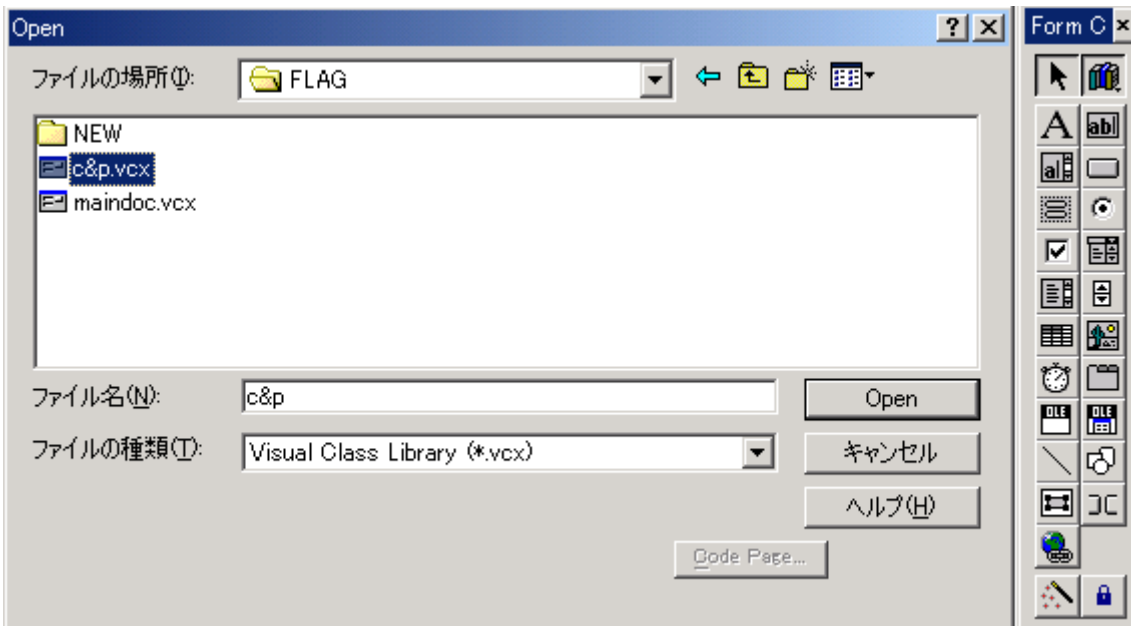 Open
Form C
ファイルの場所(I):
FLAG
NEW
c&p.vcx
maindoc.vcx
ファイル名(N):
c&p
Open
ファイルの種類(T):
Visual Class Library (*.vcx)
キャンセル
ヘルプ(H)
Code Page...
A
abl
al
OLE
OLE